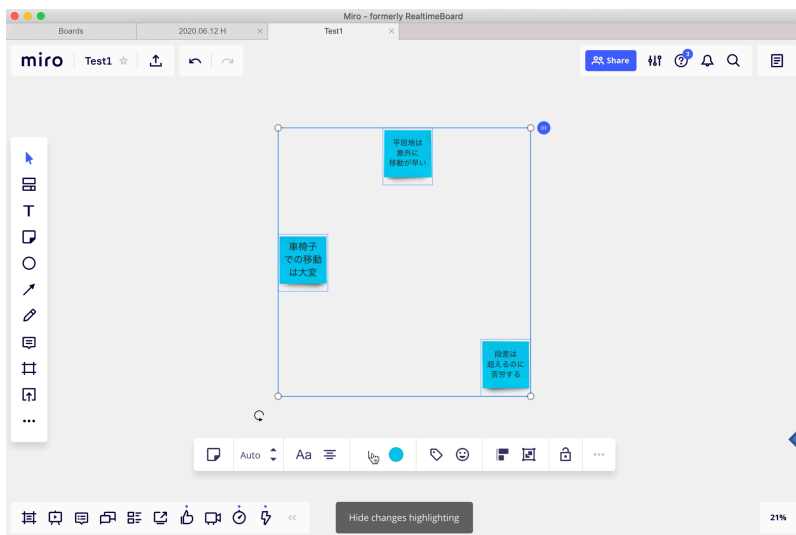 Miro - formerly RealtimeBoard
Boards
2020.06.12 H
Test1
miro
Test1
Share
3
平坦地は
意外に
移動が早い
車椅子
での移動
は大変
段差は
超えるのに
苦労する
Auto
Aa
Hide changes highlighting
21%